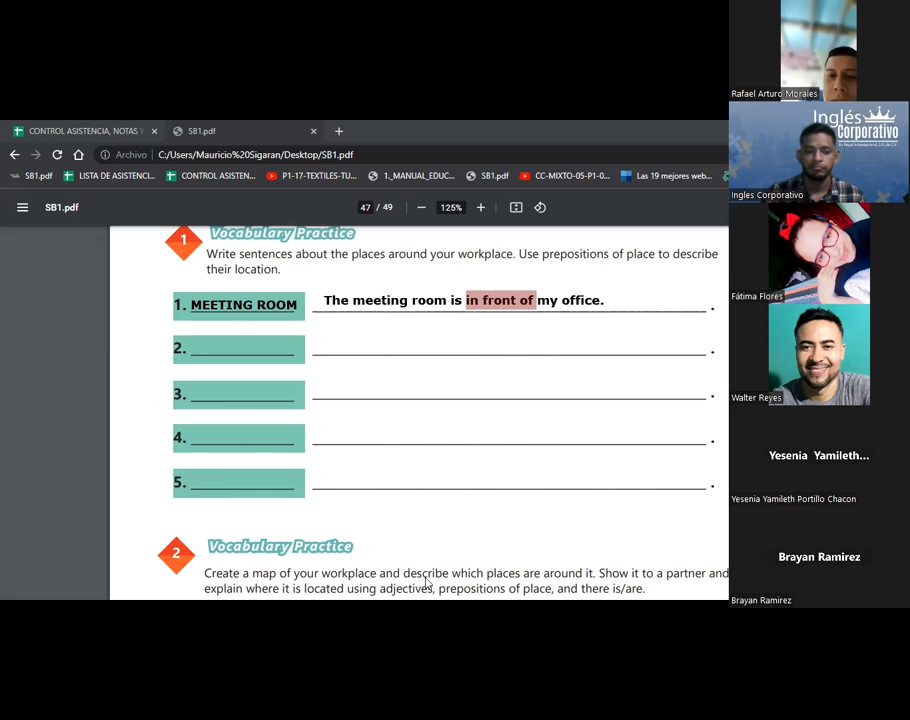 CONTROL ASISTENCIA, NOTAS Y
SB1.pdf
Archivo | C:/Users/Mauricio%20Sigaran/Desktop/SB1.pdf
SB1.pdf
LISTA DE ASISTENCI...
CONTROL ASISTEN...
P1-17-TEXTILES-TU...
1._MANUAL_EDUC...
SB1.pdf
CC-MIXTO-05-P1-0...
Las 19 mejores web...
SB1.pdf
47 / 49
125%
1
Vocabulary Practice
Write sentences about the places around your workplace. Use prepositions of place to describe
their location.
1. MEETING ROOM The meeting room is in front of my office. .
2. ____________ .
3. ____________ .
4. ____________ .
5. ____________ .
2
Vocabulary Practice
Create a map of your workplace and describe which places are around it. Show it to a partner and
explain where it is located using adjectives, prepositions of place, and there is/are.
Rafael Arturo Morales
Inglés
Corporativo
Ingles Corporativo
Fátima Flores
Walter Reyes
Yesenia Yamileth...
Yesenia Yamileth Portillo Chacon
Brayan Ramirez
Brayan Ramirez